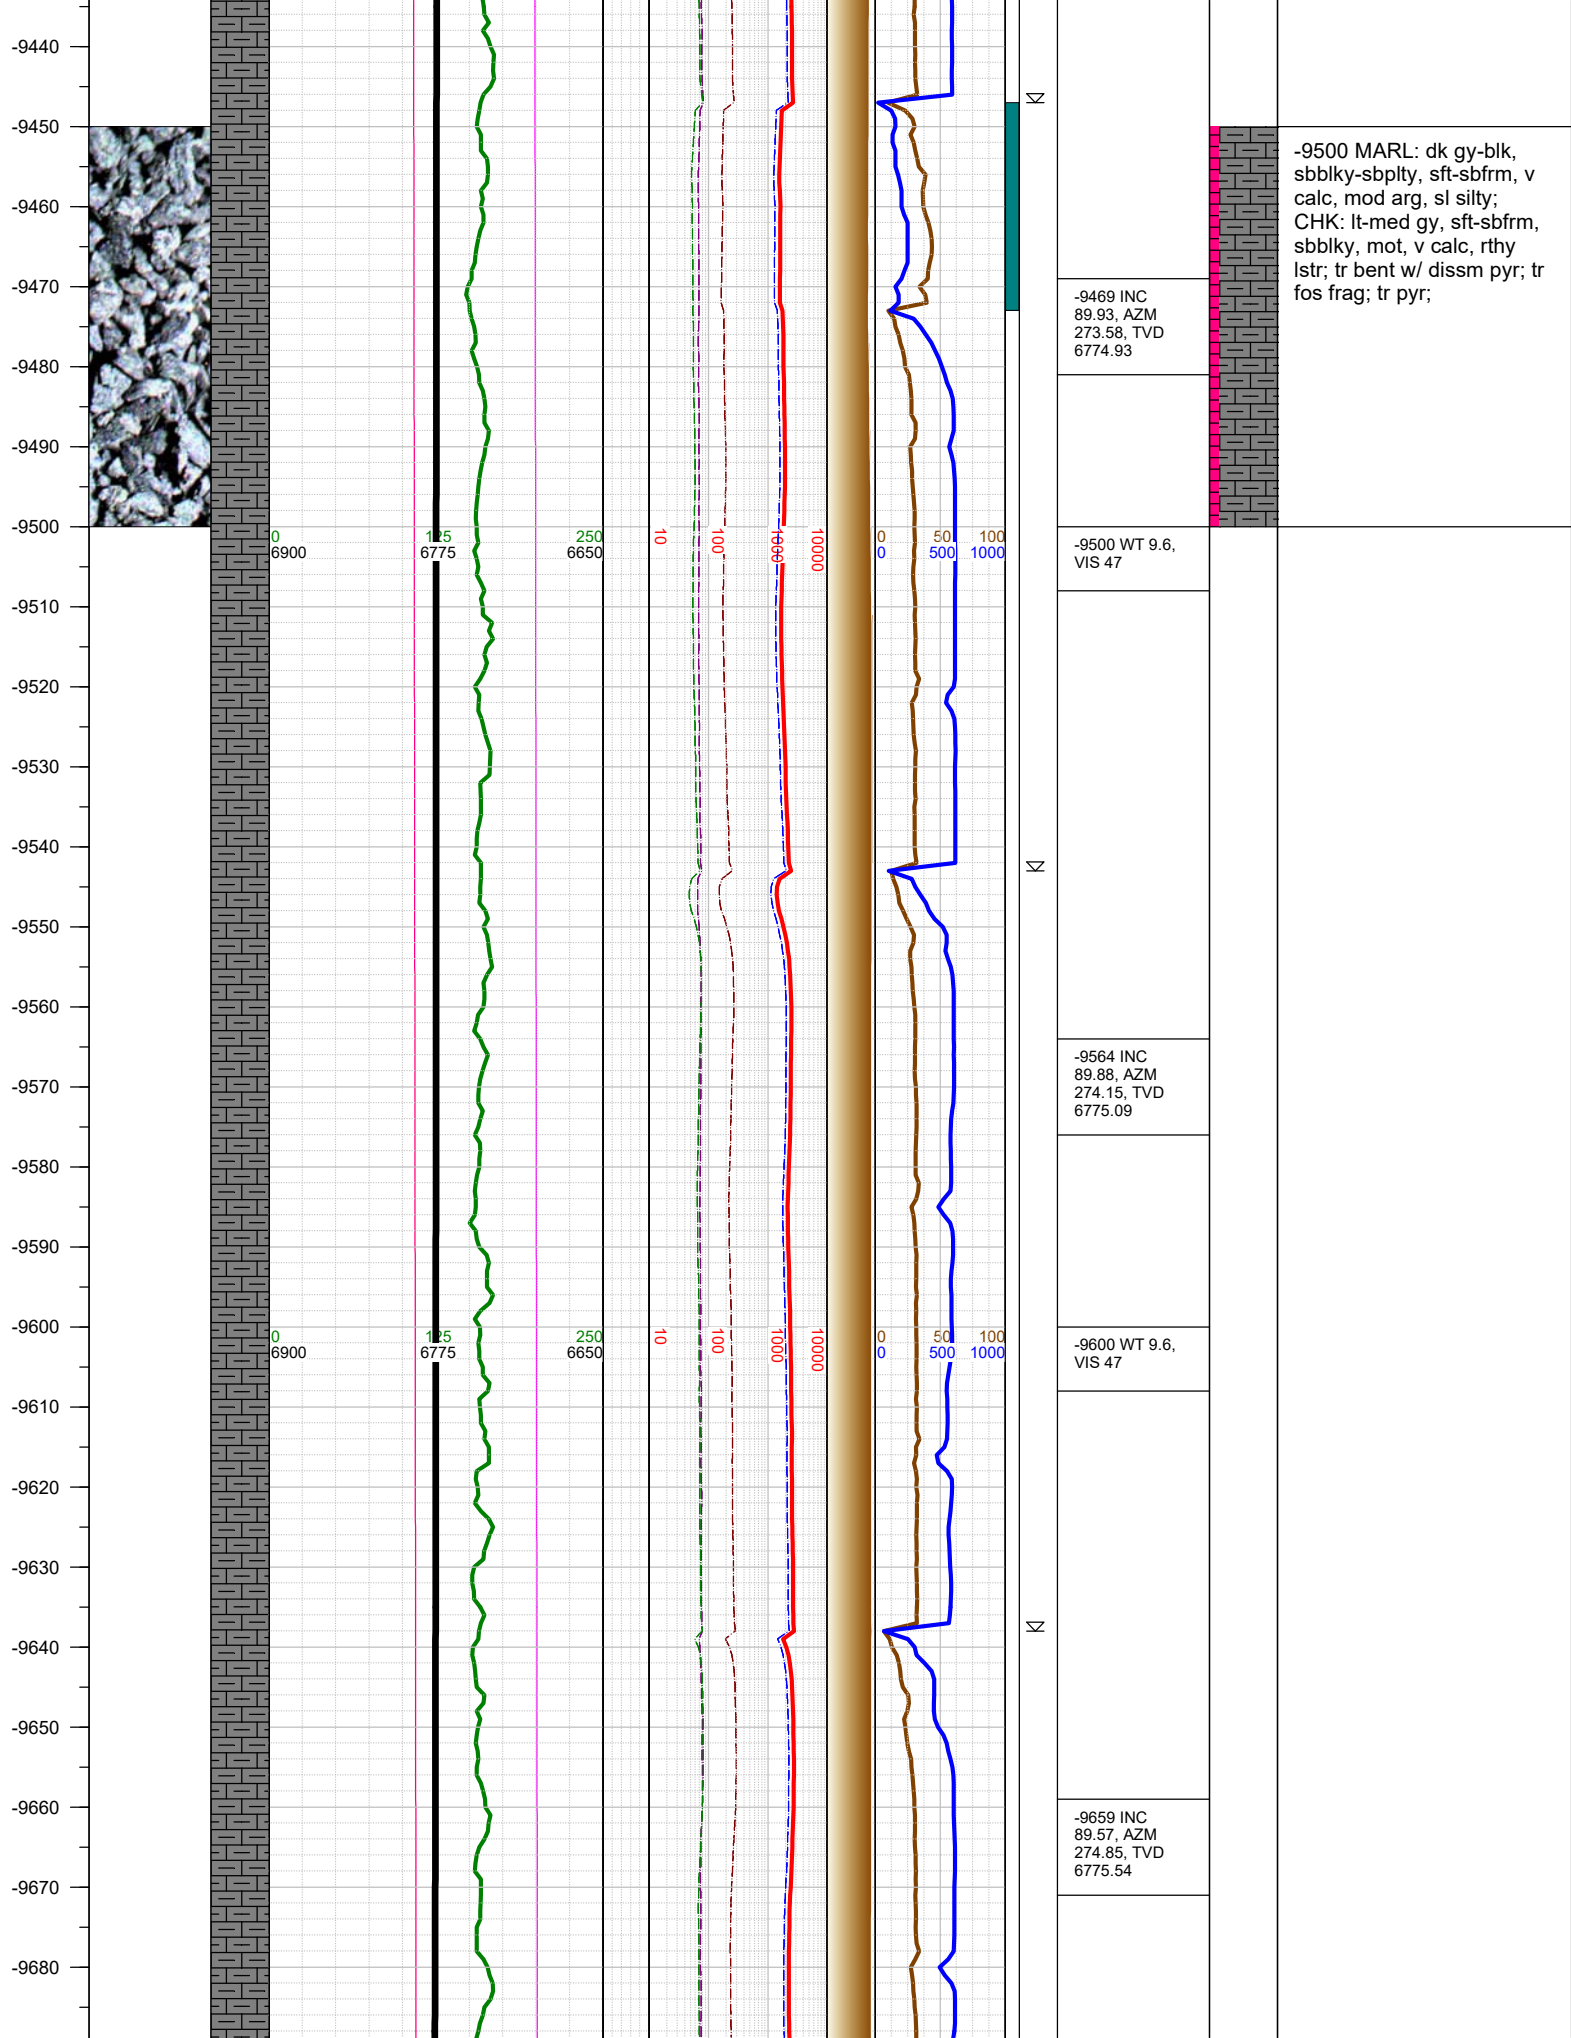 -9440
-9450
-9460
-9470
-9480
-9490
-9500
-9510
-9520
-9530
-9540
-9550
-9560
-9570
-9580
-9590
-9600
-9610
-9620
-9630
-9640
-9650
-9660
-9670
-9680
0 125 250
6900 6775 6650
10 100 1000 10000
0 50 100
0 500 1000
0 125 250
6900 6775 6650
10 100 1000 10000
0 50 100
0 500 1000
-9469 INC
89.93, AZM
273.58, TVD
6774.93
-9500 WT 9.6,
VIS 47
-9564 INC
89.88, AZM
274.15, TVD
6775.09
-9600 WT 9.6,
VIS 47
-9659 INC
89.57, AZM
274.85, TVD
6775.54
-9500 MARL: dk gy-blk,
sbblky-sbplty, sft-sbfrm, v
calc, mod arg, sl silty;
CHK: lt-med gy, sft-sbfrm,
sbblky, mot, v calc, rthy
lstr; tr bent w/ dissm pyr; tr
fos frag; tr pyr;